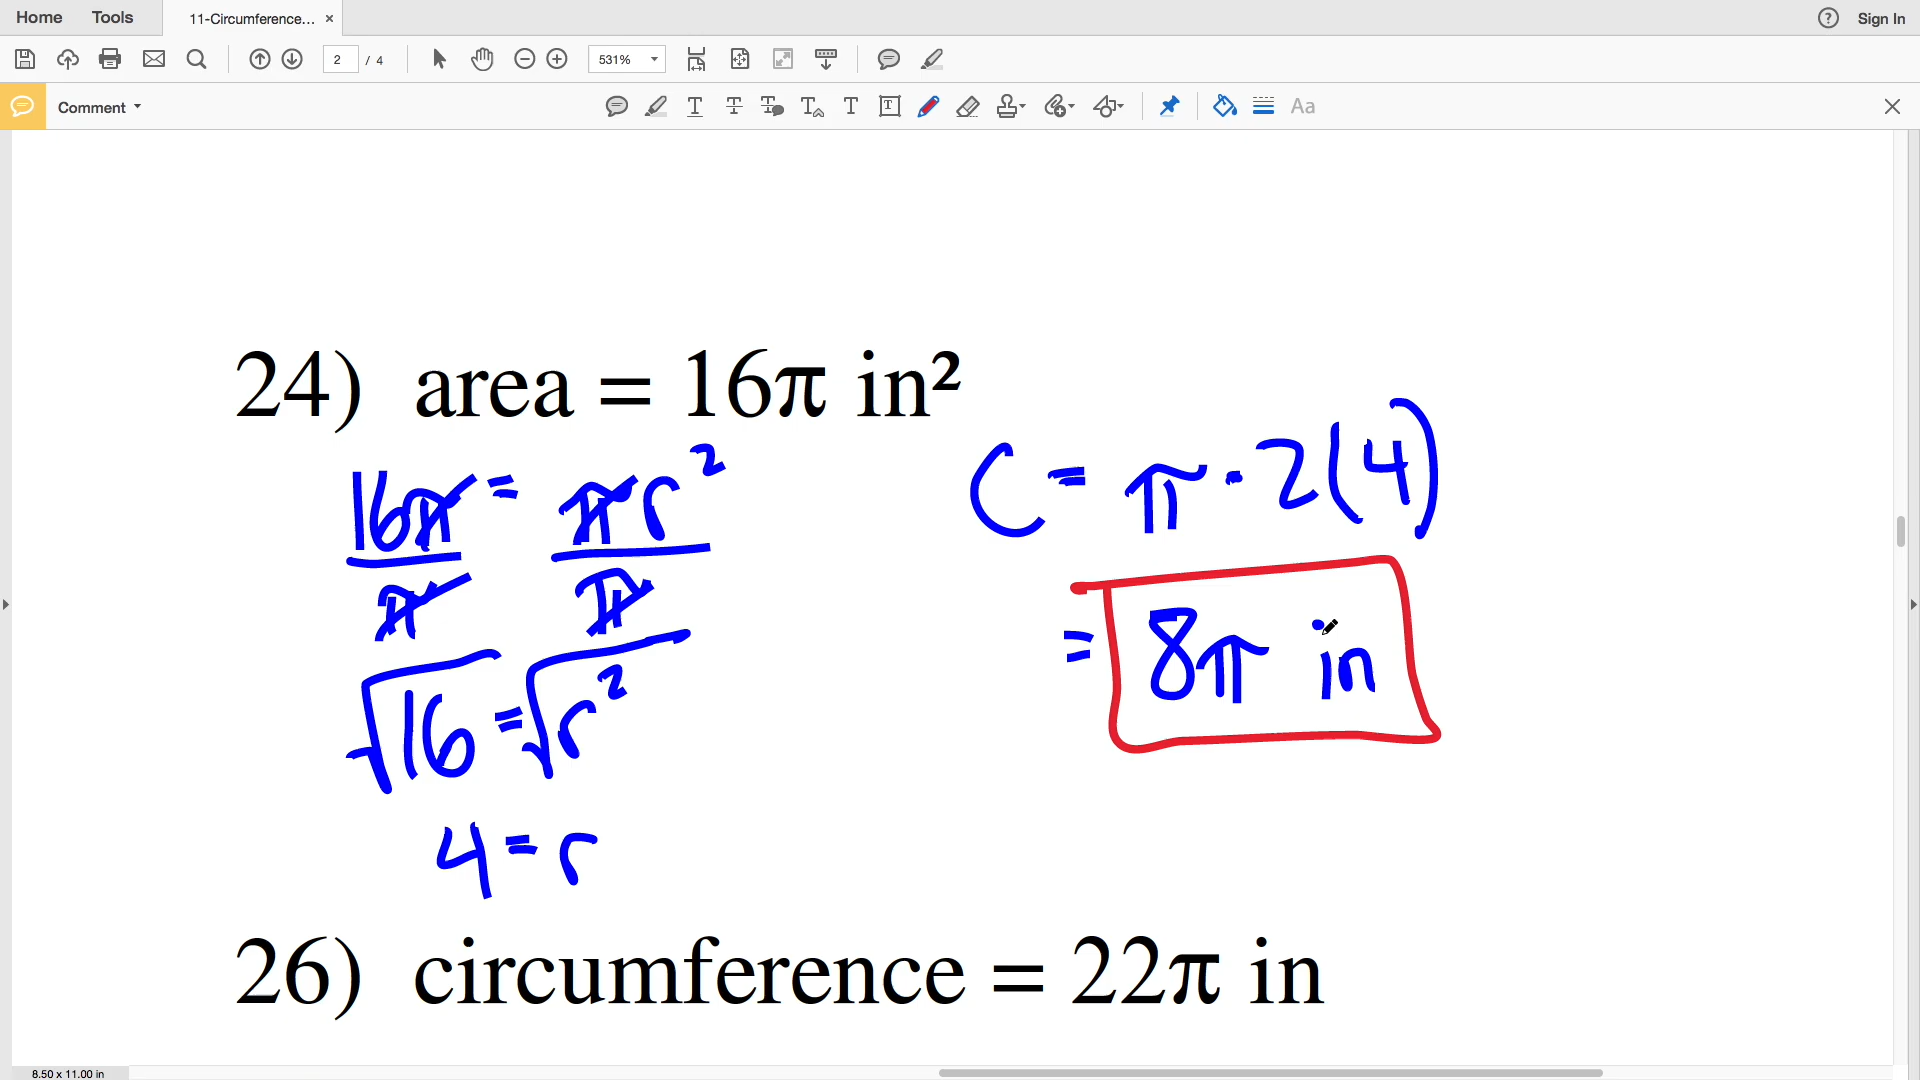 Home Tools 11-Circumference... × ? Sign In
2 / 4 531%
Comment T T T T T T Aa
24) area = 16π in²
16π = πr²
π π
√16 = √r²
4 = r
C = π · 2(4)
= 8π in
26) circumference = 22π in
8.50 x 11.00 in